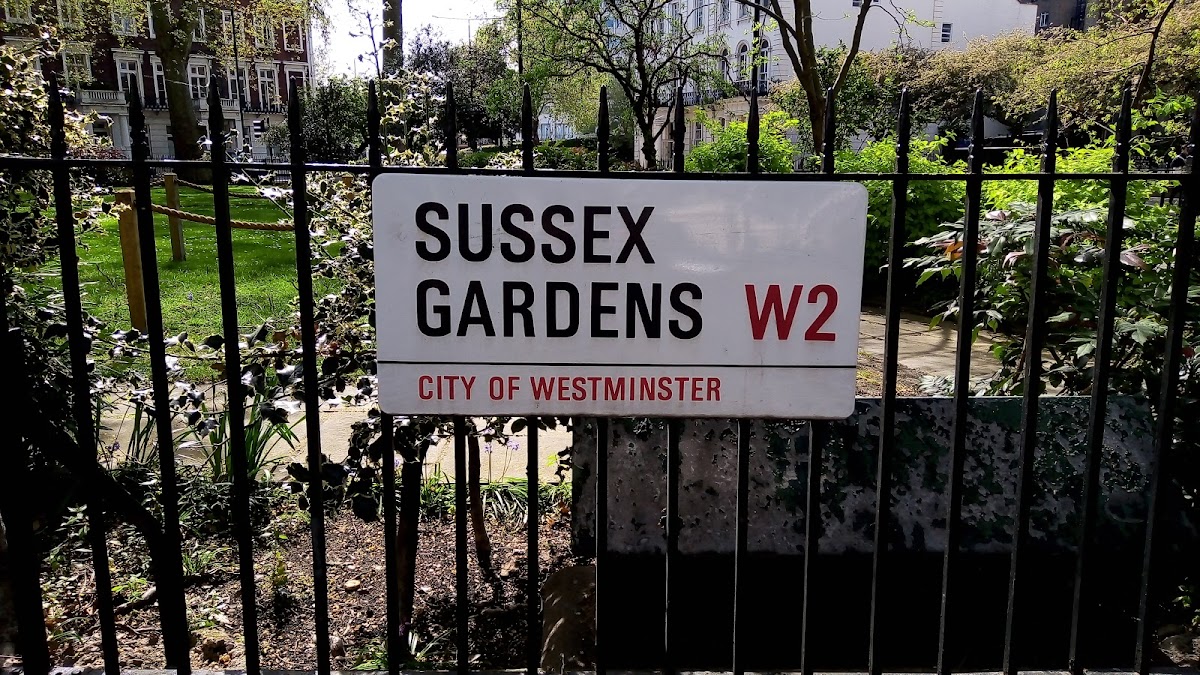 SUSSEX
GARDENS W2
CITY OF WESTMINSTER